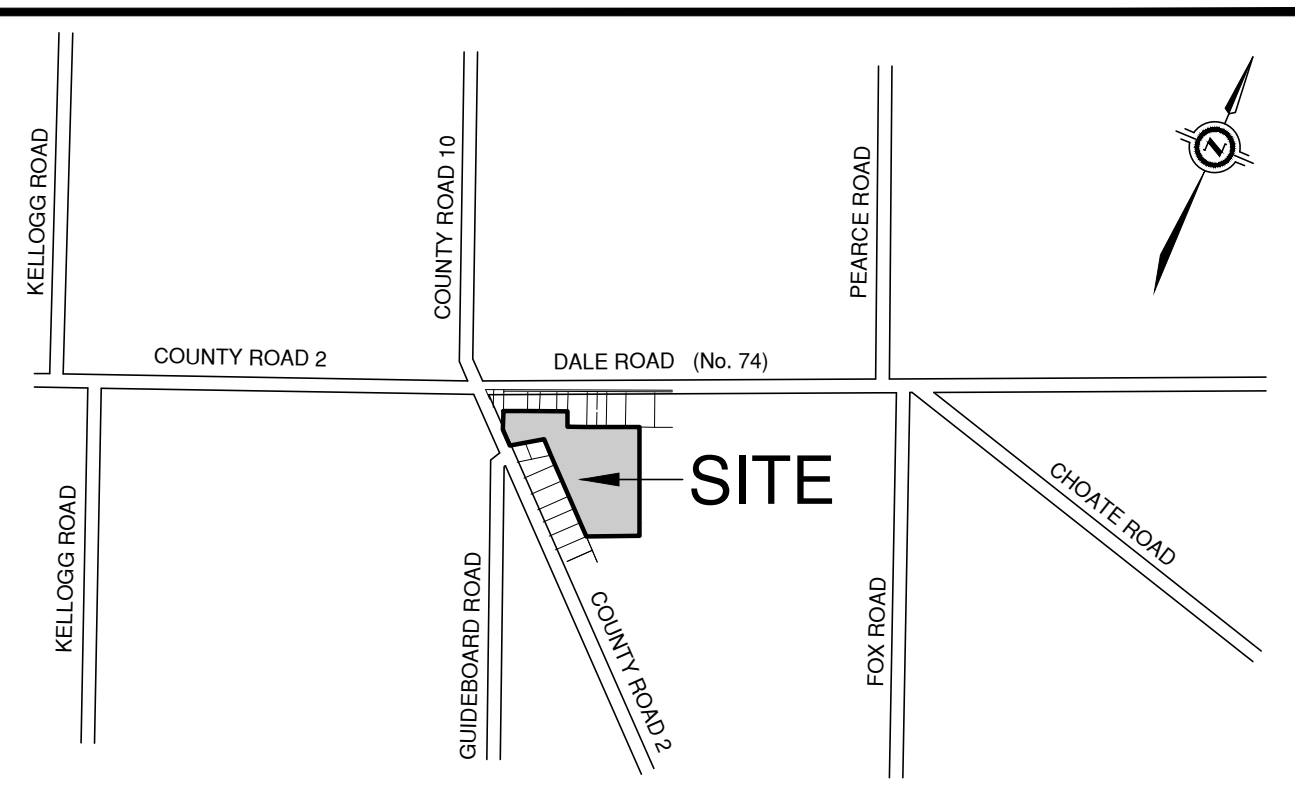 KELLOGG ROAD
COUNTY ROAD 10
PEARCE ROAD
N
COUNTY ROAD 2
DALE ROAD (No. 74)
SITE
CHOATE ROAD
KELLOGG ROAD
GUIDEBOARD ROAD
COUNTY ROAD 2
FOX ROAD